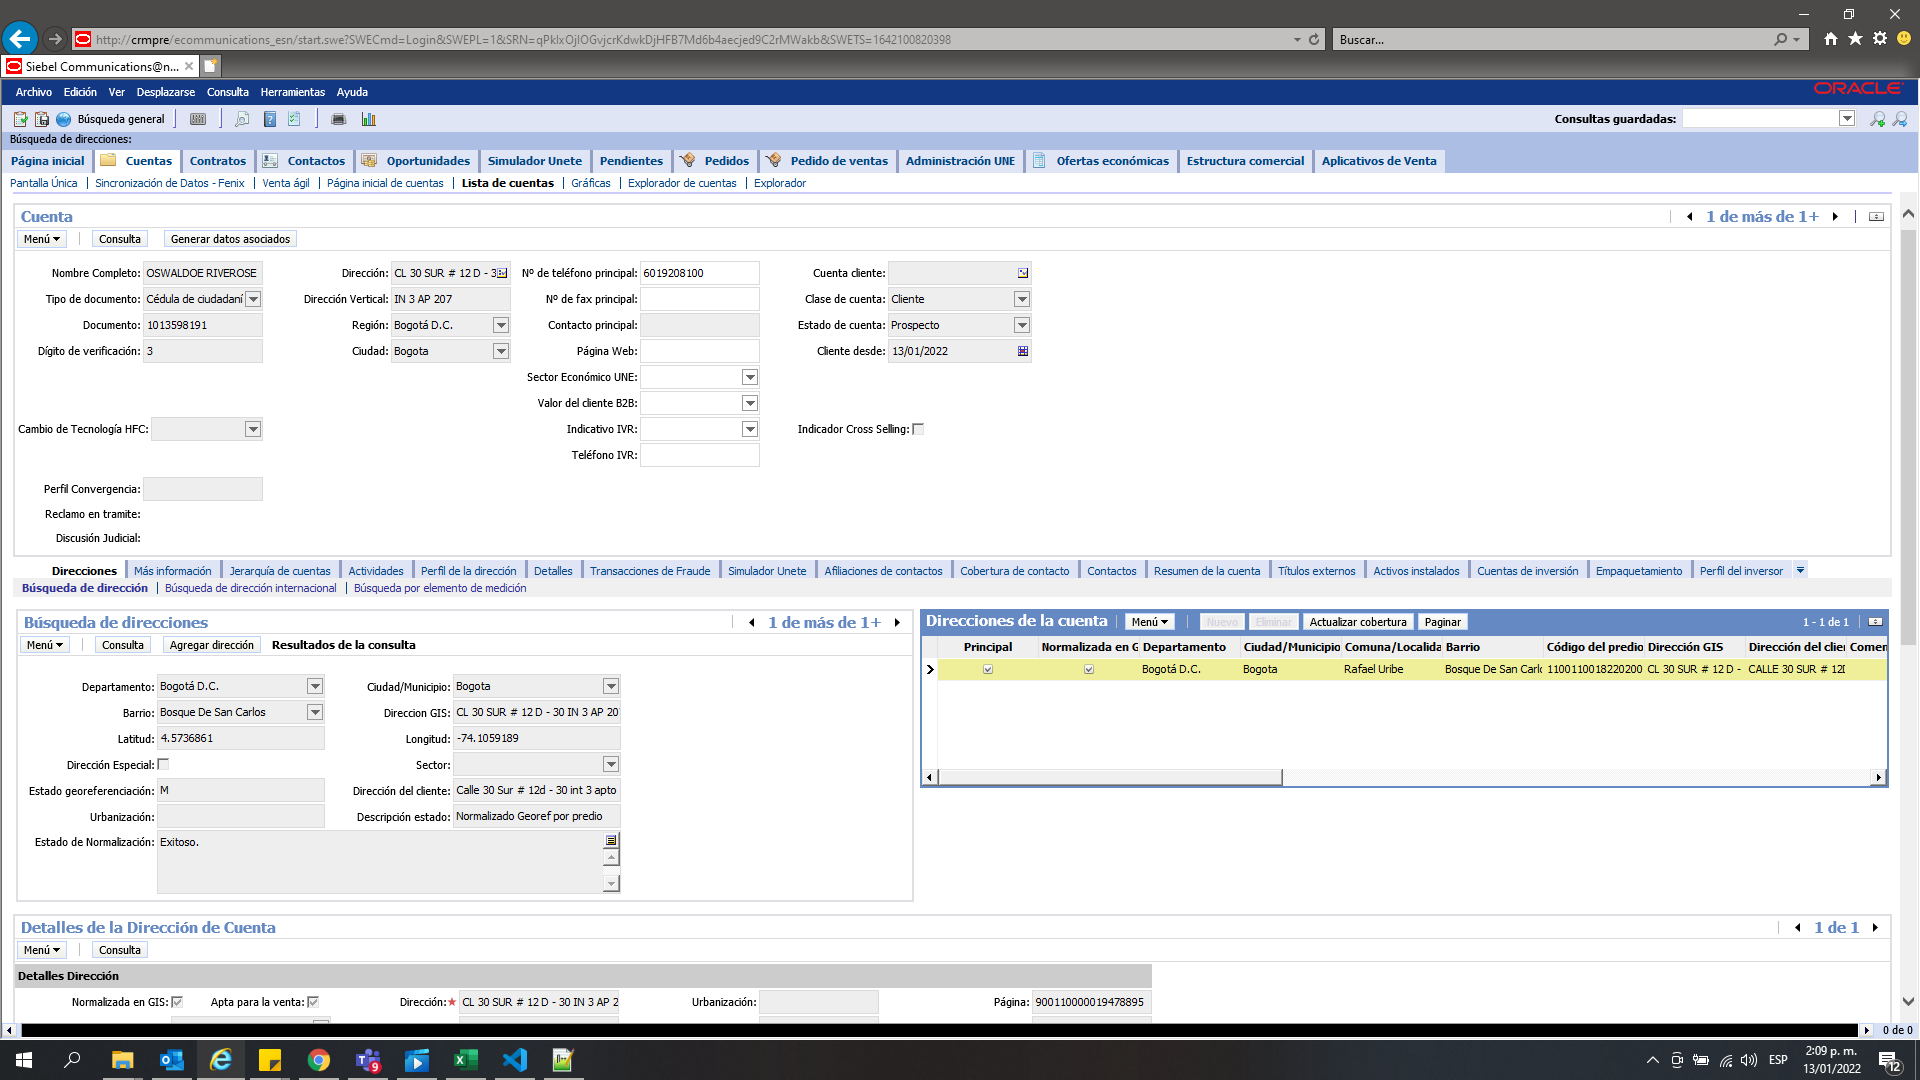 http://crmpre/ecommunications_esn/start.swe?SWECmd=Login&SWEPL=1&SRN=qPkIxOjlOGvjcrKdwkDjHFB7Md6b4aecjed9C2rMWakb&SWETS=1642100820398
Buscar...
Siebel Communications@n...
Archivo Edición Ver Desplazarse Consulta Herramientas Ayuda
ORACLE
Búsqueda general
Consultas guardadas:
Búsqueda de direcciones:
Página inicial Cuentas Contratos Contactos Oportunidades Simulador Unete Pendientes Pedidos Pedido de ventas Administración UNE Ofertas económicas Estructura comercial Aplicativos de Venta
Pantalla Única Sincronización de Datos - Fenix Venta ágil Página inicial de cuentas Lista de cuentas Gráficas Explorador de cuentas Explorador
Cuenta
1 de más de 1+
Menú Consulta Generar datos asociados
Nombre Completo: OSWALDOE RIVEROSE Dirección: CL 30 SUR # 12 D - 3 Nº de teléfono principal: 6019208100 Cuenta cliente:
Tipo de documento: Cédula de ciudadaní Dirección Vertical: IN 3 AP 207 Nº de fax principal: Clase de cuenta: Cliente
Documento: 1013598191 Región: Bogotá D.C. Contacto principal: Estado de cuenta: Prospecto
Dígito de verificación: 3 Ciudad: Bogota Página Web: Cliente desde: 13/01/2022
Sector Económico UNE:
Valor del cliente B2B:
Cambio de Tecnología HFC: Indicativo IVR: Indicador Cross Selling:
Teléfono IVR:
Perfil Convergencia:
Reclamo en tramite:
Discusión Judicial:
Direcciones Más información Jerarquía de cuentas Actividades Perfil de la dirección Detalles Transacciones de Fraude Simulador Unete Afiliaciones de contactos Cobertura de contacto Contactos Resumen de la cuenta Títulos externos Activos instalados Cuentas de inversión Empaquetamiento Perfil del inversor
Búsqueda de dirección Búsqueda de dirección internacional Búsqueda por elemento de medición
Búsqueda de direcciones
1 de más de 1+
Menú Consulta Agregar dirección Resultados de la consulta
Departamento: Bogotá D.C. Ciudad/Municipio: Bogota
Barrio: Bosque De San Carlos Direccion GIS: CL 30 SUR # 12 D - 30 IN 3 AP 20
Latitud: 4.5736861 Longitud: -74.1059189
Dirección Especial: Sector:
Estado georeferenciación: M Dirección del cliente: Calle 30 Sur # 12d - 30 int 3 apto
Urbanización: Descripción estado: Normalizado Georef por predio
Estado de Normalización: Exitoso.
Direcciones de la cuenta Menú Nuevo Eliminar Actualizar cobertura Paginar 1 - 1 de 1
Principal Normalizada en G Departamento Ciudad/Municipio Comuna/Localida Barrio Código del predio Dirección GIS Dirección del clie Comen
Bogotá D.C. Bogota Rafael Uribe Bosque De San Carl 1100110018220200 CL 30 SUR # 12 D - CALLE 30 SUR # 12
Detalles de la Dirección de Cuenta
1 de 1
Menú Consulta
Detalles Dirección
Normalizada en GIS: Apta para la venta: Dirección:* CL 30 SUR # 12 D - 30 IN 3 AP 2 Urbanización: Página: 900110000019478895
0 de 0
9
ESP
2:09 p. m.
13/01/2022
12